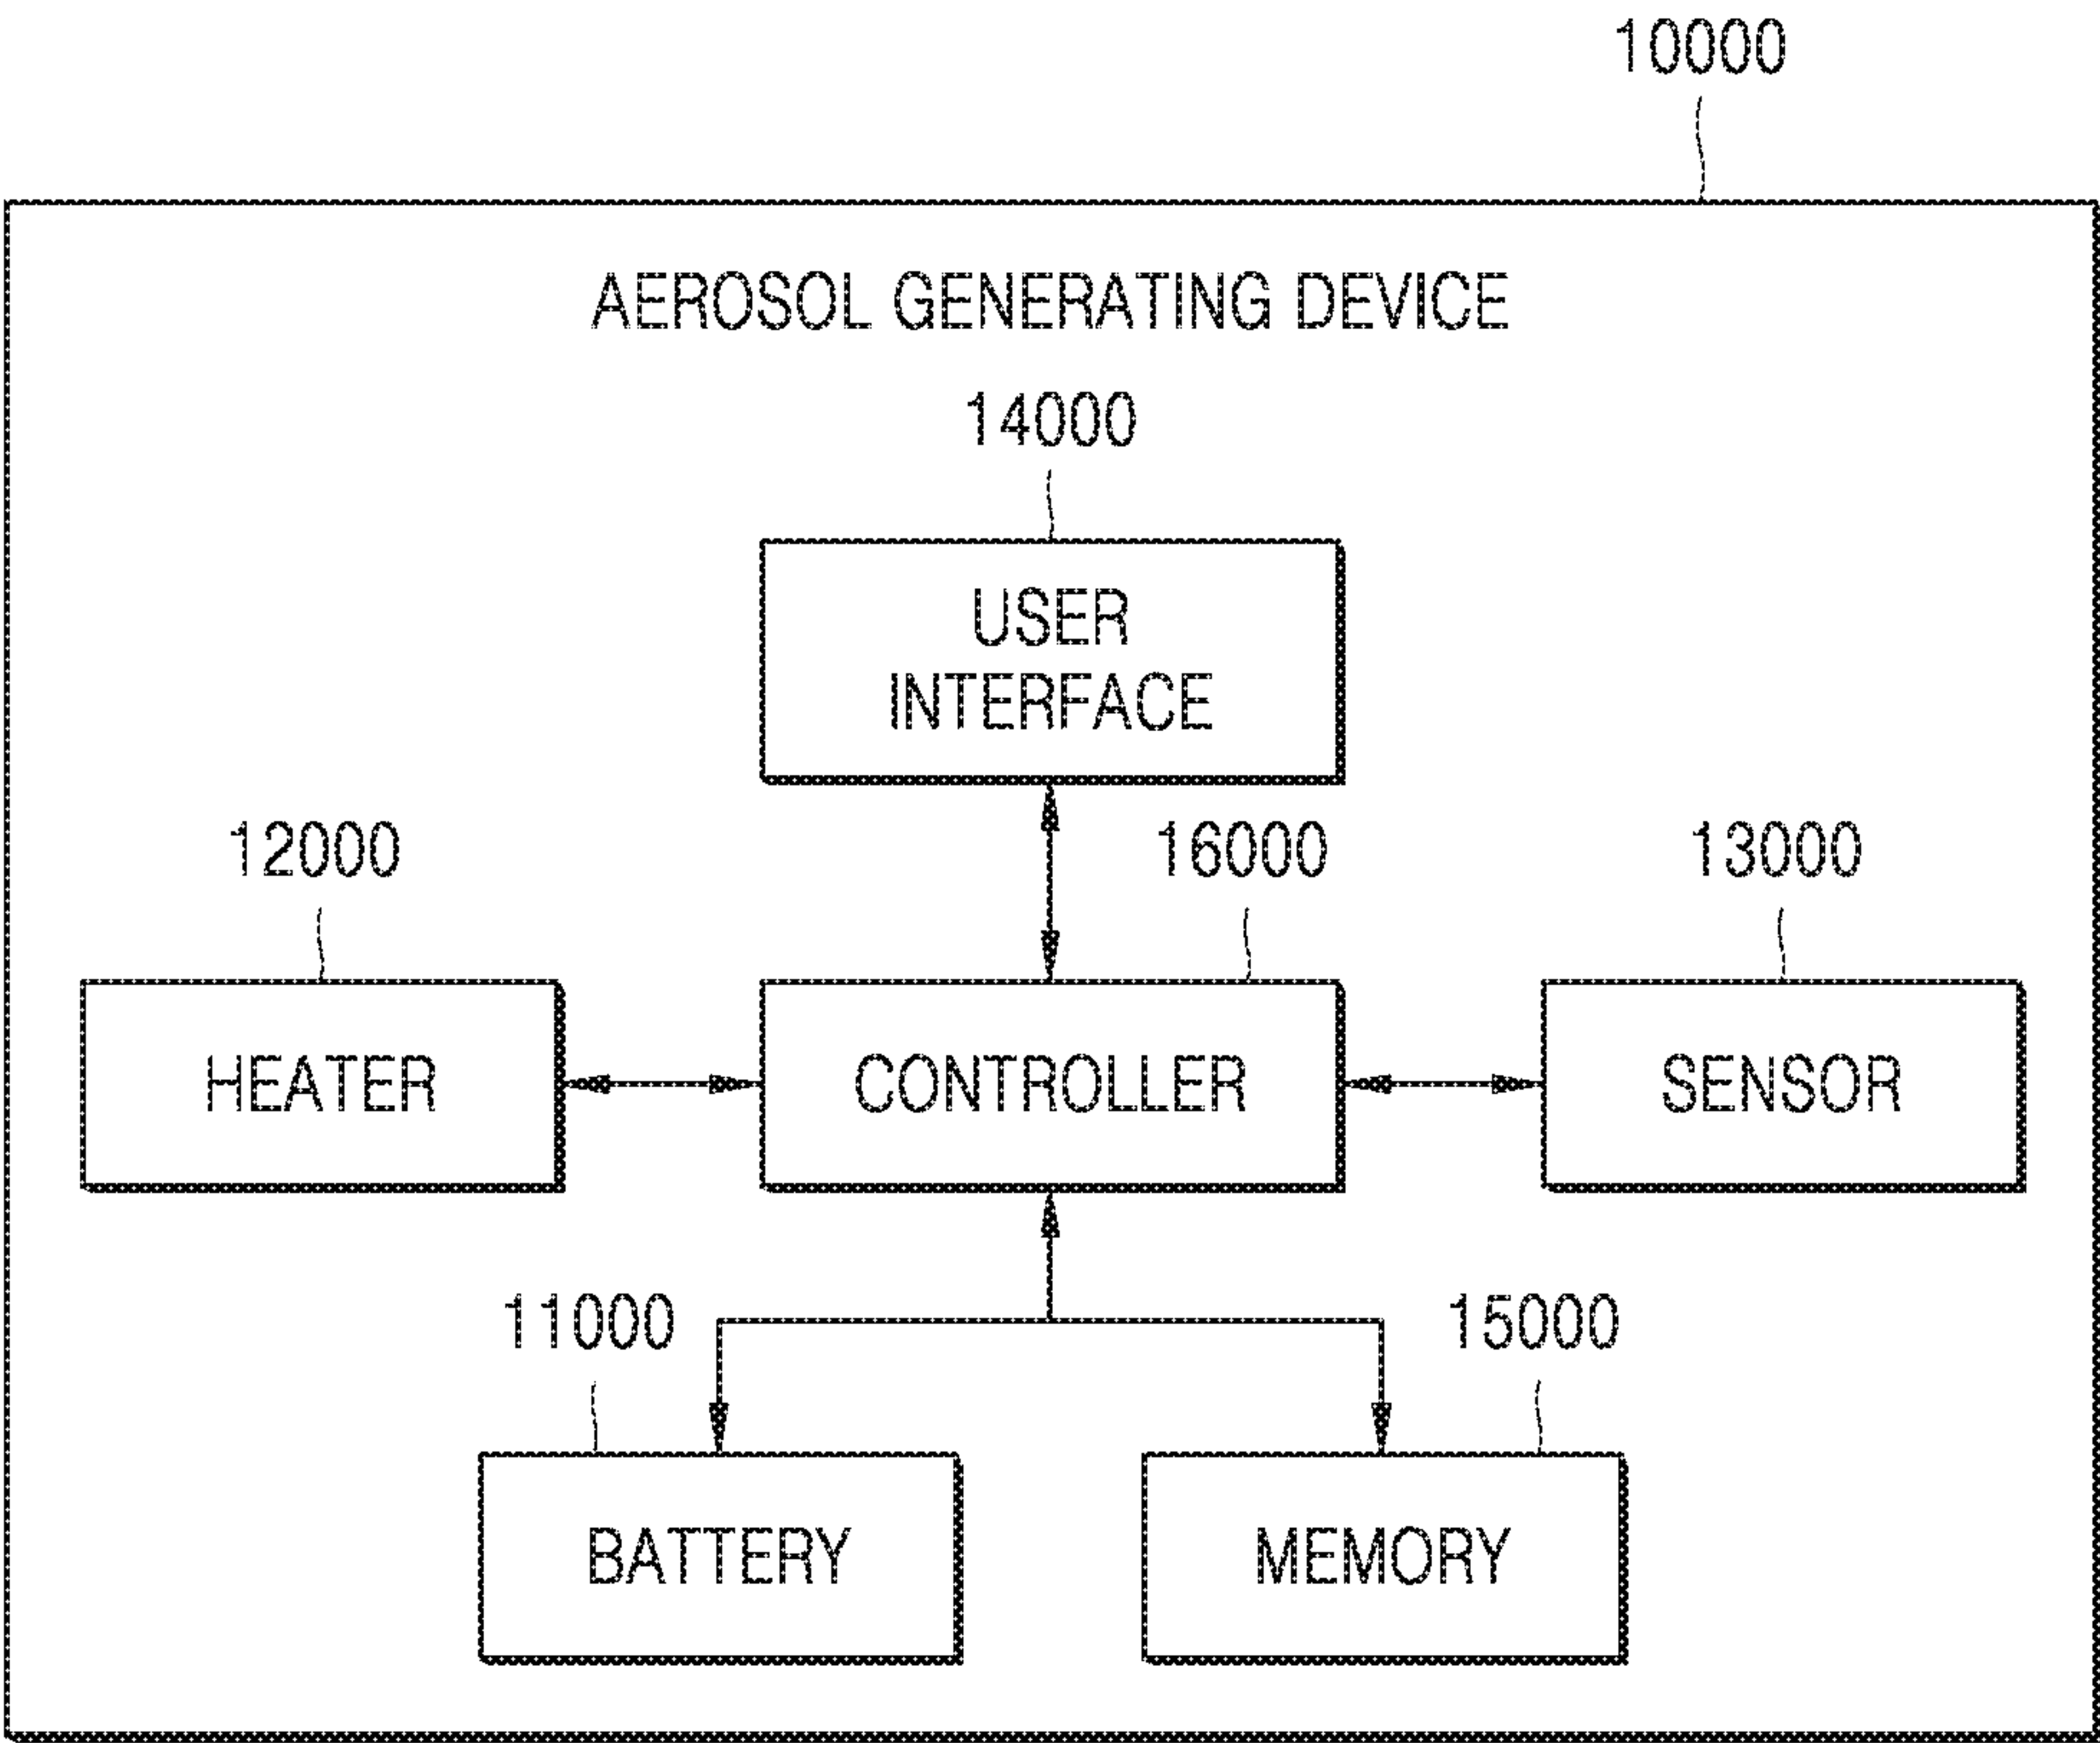 10000
AEROSOL GENERATING DEVICE
14000
USER
INTERFACE
12000
16000
13000
HEATER
CONTROLLER
SENSOR
11000
15000
BATTERY
MEMORY